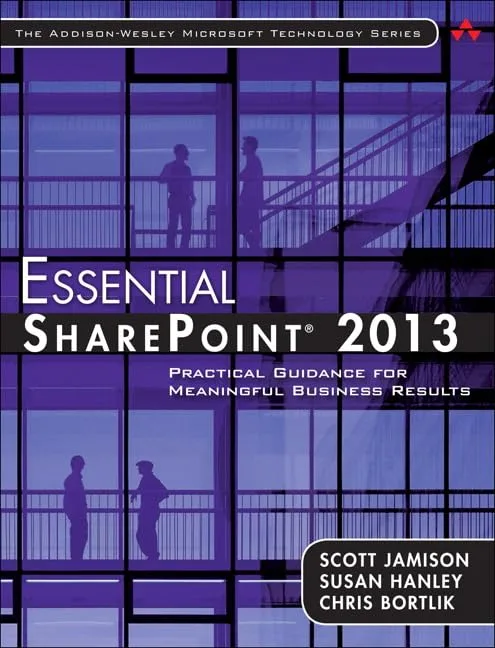 The Addison-Wesley Microsoft Technology Series
Essential
SharePoint® 2013
Practical Guidance for
Meaningful Business Results
Scott Jamison
Susan Hanley
Chris Bortlik